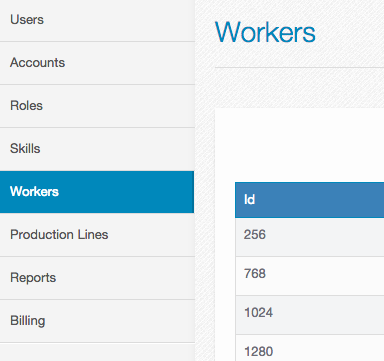 Users
Accounts
Roles
Skills
Workers
Production Lines
Reports
Billing
Workers
Id
256
768
1024
1280